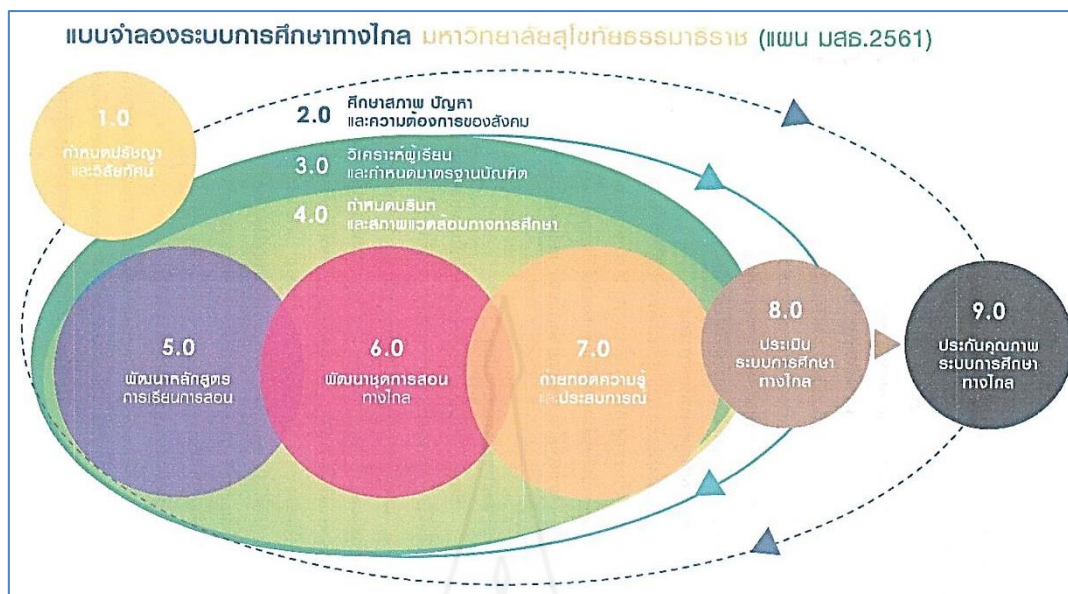 แบบจำลองระบบการศึกษาทางไกล มหาวิทยาลัยสุโขทัยธรรมาธิราช (แผน มสธ.2561)
1.0
กำหนดปรัชญา
และวิสัยทัศน์
2.0
ศึกษาสภาพ ปัญหา
และความต้องการของสังคม
3.0
วิเคราะห์ผู้เรียน
และกำหนดมาตรฐานบัณฑิต
4.0
กำหนดบริบท
และสภาพแวดล้อมทางการศึกษา
5.0
พัฒนาหลักสูตร
การเรียนการสอน
6.0
พัฒนาชุดการสอน
ทางไกล
7.0
ถ่ายทอดความรู้
และประสบการณ์
8.0
ประเมิน
ระบบการศึกษา
ทางไกล
9.0
ประกันคุณภาพ
ระบบการศึกษา
ทางไกล